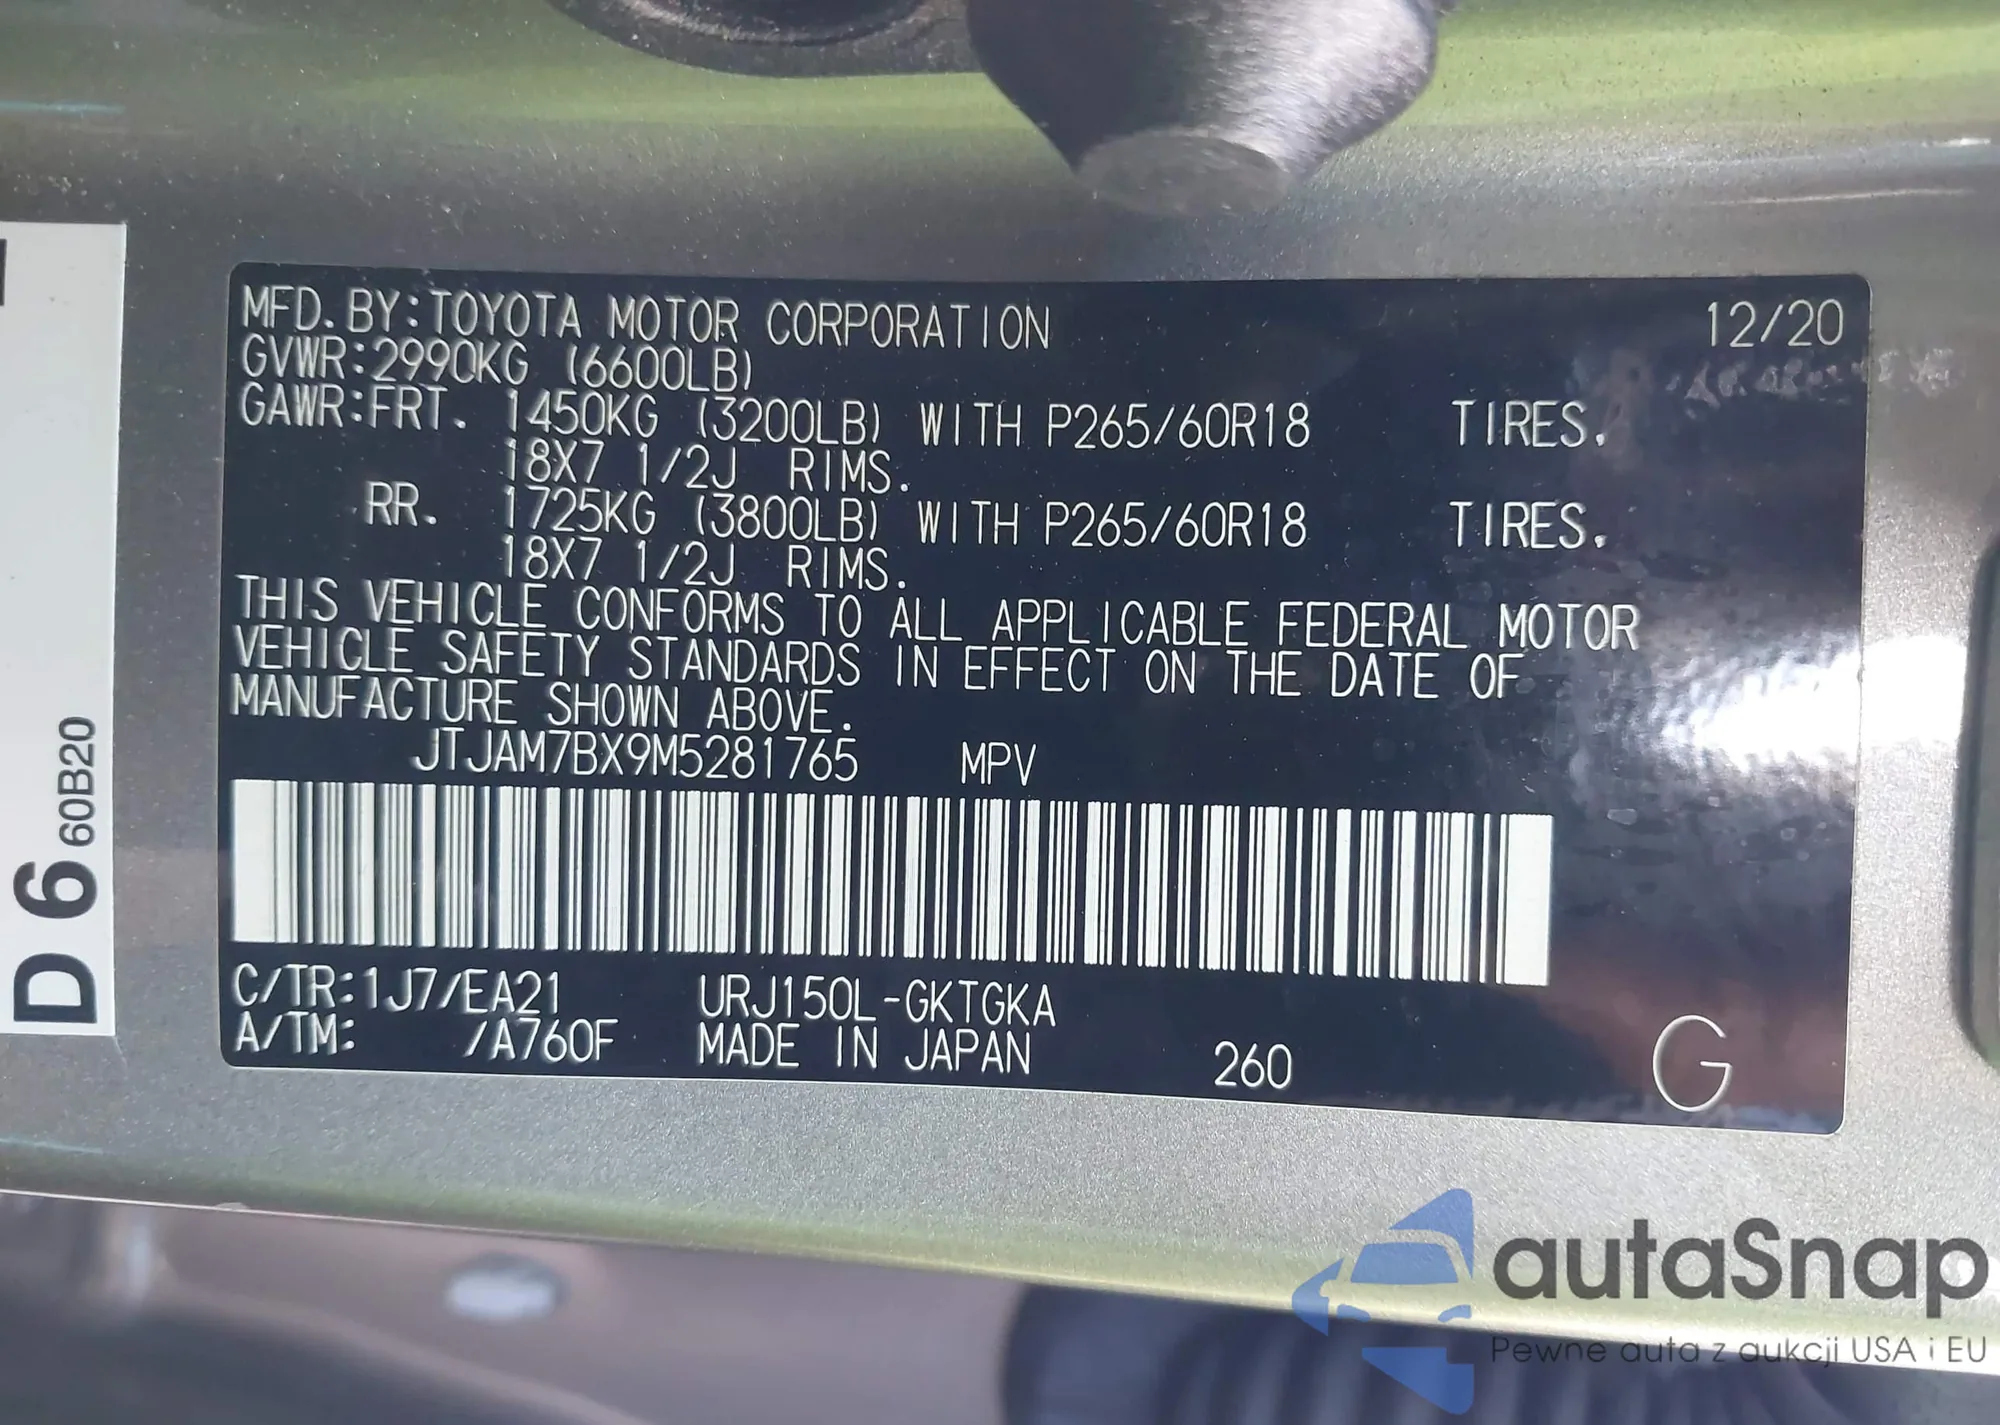 MFD. BY: TOYOTA MOTOR CORPORATION 12/20
GVWR: 2990KG (6600LB)
GAWR: FRT. 1450KG (3200LB) WITH P265/60R18 TIRES.
18X7 1/2J RIMS.
RR. 1725KG (3800LB) WITH P265/60R18 TIRES.
18X7 1/2J RIMS.
THIS VEHICLE CONFORMS TO ALL APPLICABLE FEDERAL MOTOR
VEHICLE SAFETY STANDARDS IN EFFECT ON THE DATE OF
MANUFACTURE SHOWN ABOVE.
JTJAM7BX9M5281765 MPV
C/TR: 1J7/EA21 URJ150L-GKTGKA
A/TM: /A760F MADE IN JAPAN 260 G
D 6 60B20
autaSnap
Pewne auta z aukcji USA i EU